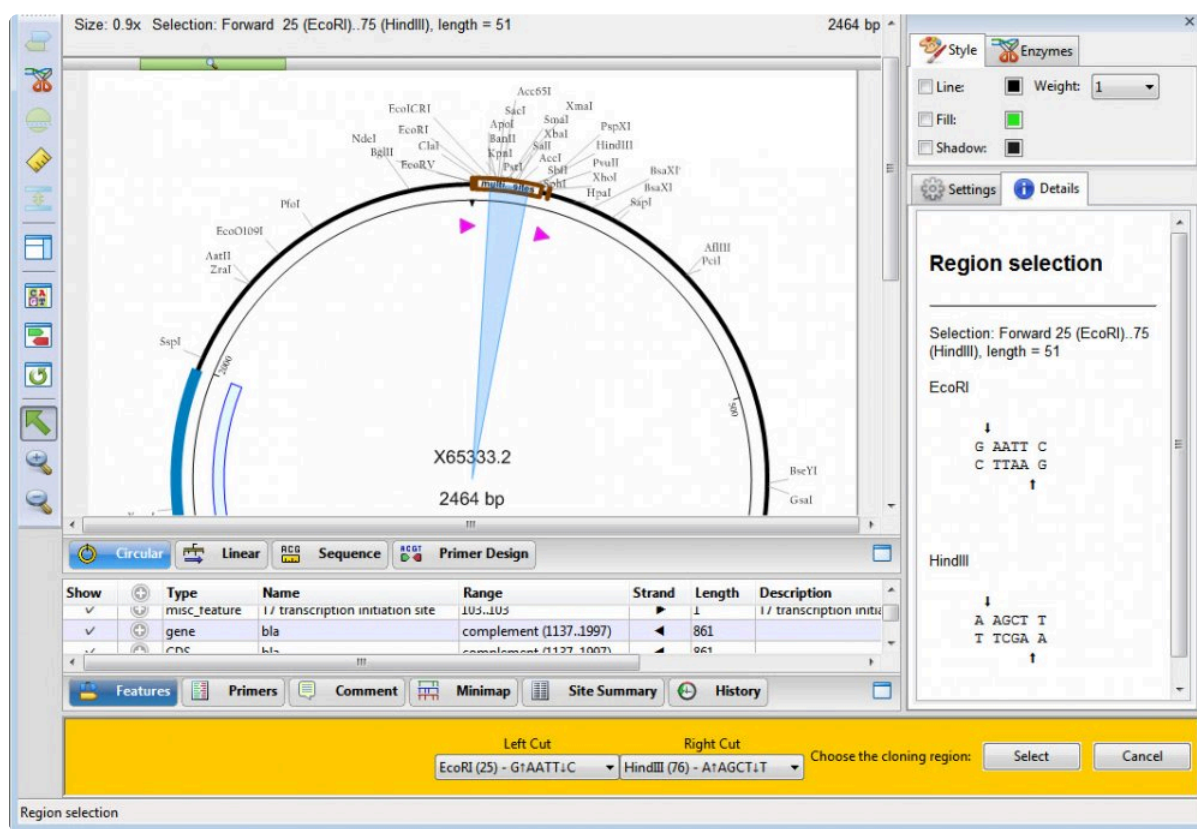 Size: 0.9x Selection: Forward 25 (EcoRI)..75 (HindIII), length = 51
2464 bp
Acc65I
EcoICRI
SacI
XmaI
EcoRI
ApoI
SmaI
PspXI
NdeI
ClaI
BanII
XbaI
HindIII
BglII
KpnI
SalI
AccI
PvuII
EcoRV
PstI
SbfI
XhoI
BsaXI
SphI
HpaI
BsaXI
SapI
PfoI
EcoO109I
AatII
ZraI
AflIII
PciI
SspI
2000
500
X65333.2
2464 bp
BseYI
GsaI
Circular
Linear
Sequence
Primer Design
Show Type Name Range Strand Length Description
misc_feature T7 transcription initiation site 103..103 1 T7 transcription initia
gene bla complement (1137..1997) 861
CDS bla complement (1137..1997) 861
Features
Primers
Comment
Minimap
Site Summary
History
Style
Enzymes
Line: Weight: 1
Fill:
Shadow:
Settings
Details
Region selection
Selection: Forward 25 (EcoRI)..75
(HindIII), length = 51
EcoRI
↓
G AATT C
C TTAA G
↑
HindIII
↓
A AGCT T
T TCGA A
↑
Left Cut
Right Cut
EcoRI (25) - G↑AATT↓C
HindIII (76) - A↑AGCT↓T
Choose the cloning region:
Select
Cancel
Region selection